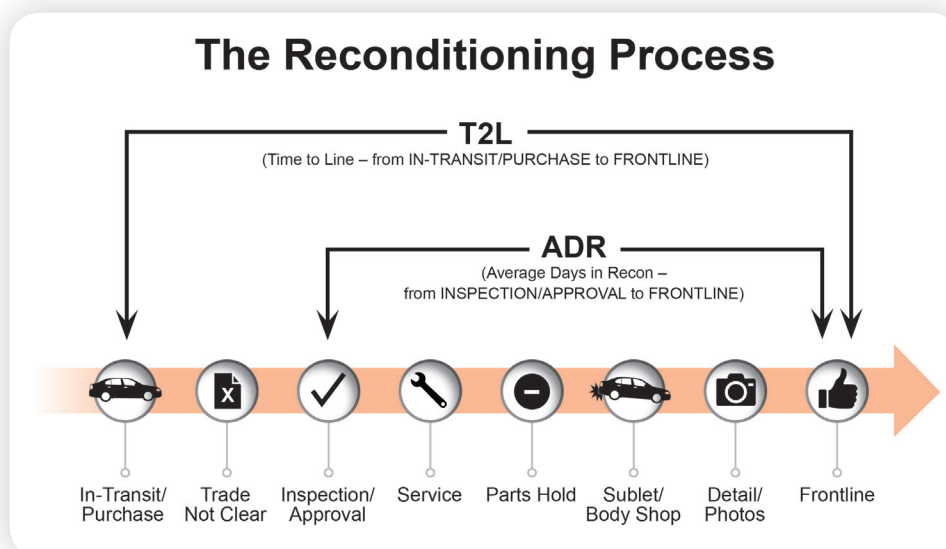 The Reconditioning Process
T2L
(Time to Line – from IN-TRANSIT/PURCHASE to FRONTLINE)
ADR
(Average Days in Recon –
from INSPECTION/APPROVAL to FRONTLINE)
X
In-Transit/
Purchase
Trade
Not Clear
Inspection/
Approval
Service
Parts Hold
Sublet/
Body Shop
Detail/
Photos
Frontline